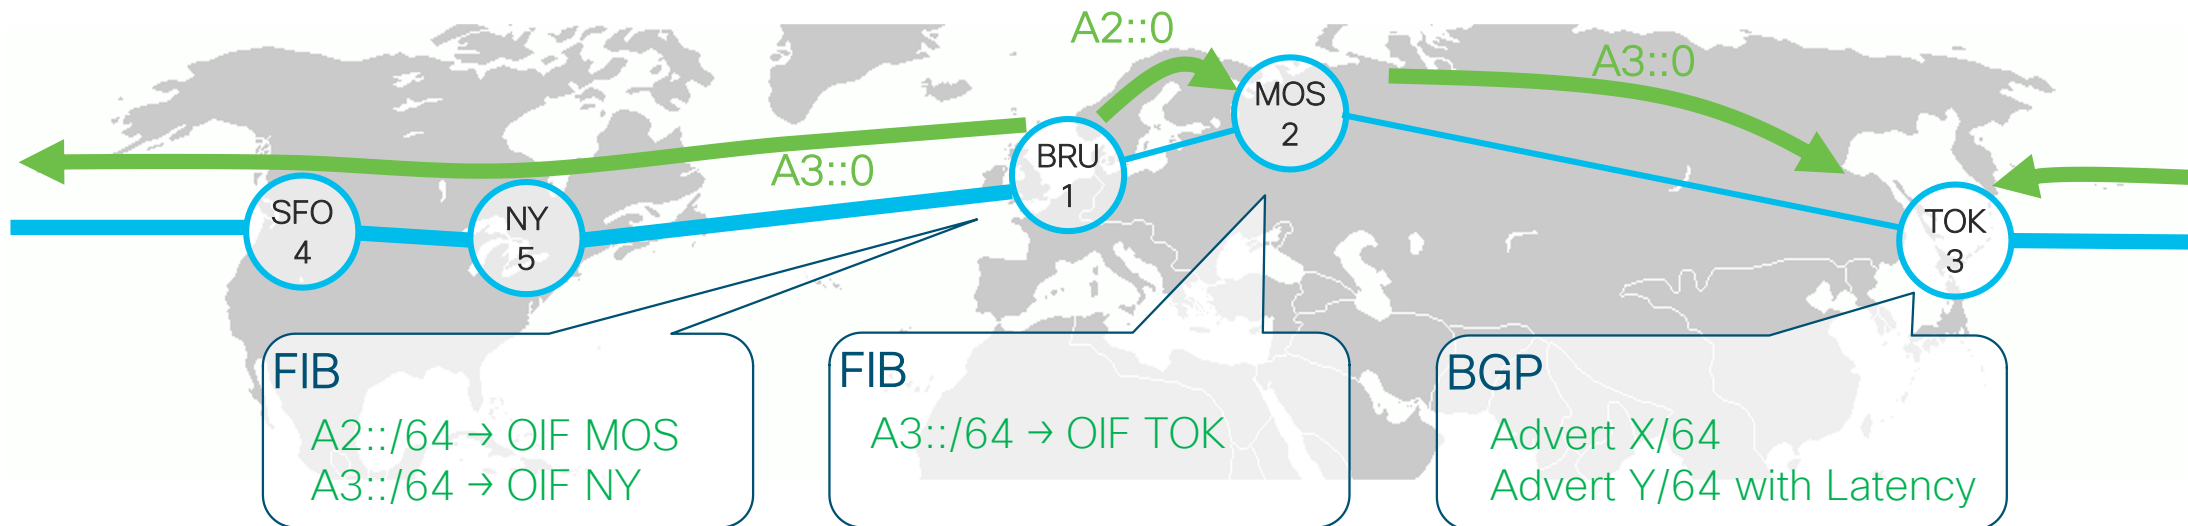 A2::0
A3::0
A3::0
MOS
2
BRU
1
SFO
4
NY
5
TOK
3
FIB
A2::/64 → OIF MOS
A3::/64 → OIF NY
FIB
A3::/64 → OIF TOK
BGP
Advert X/64
Advert Y/64 with Latency